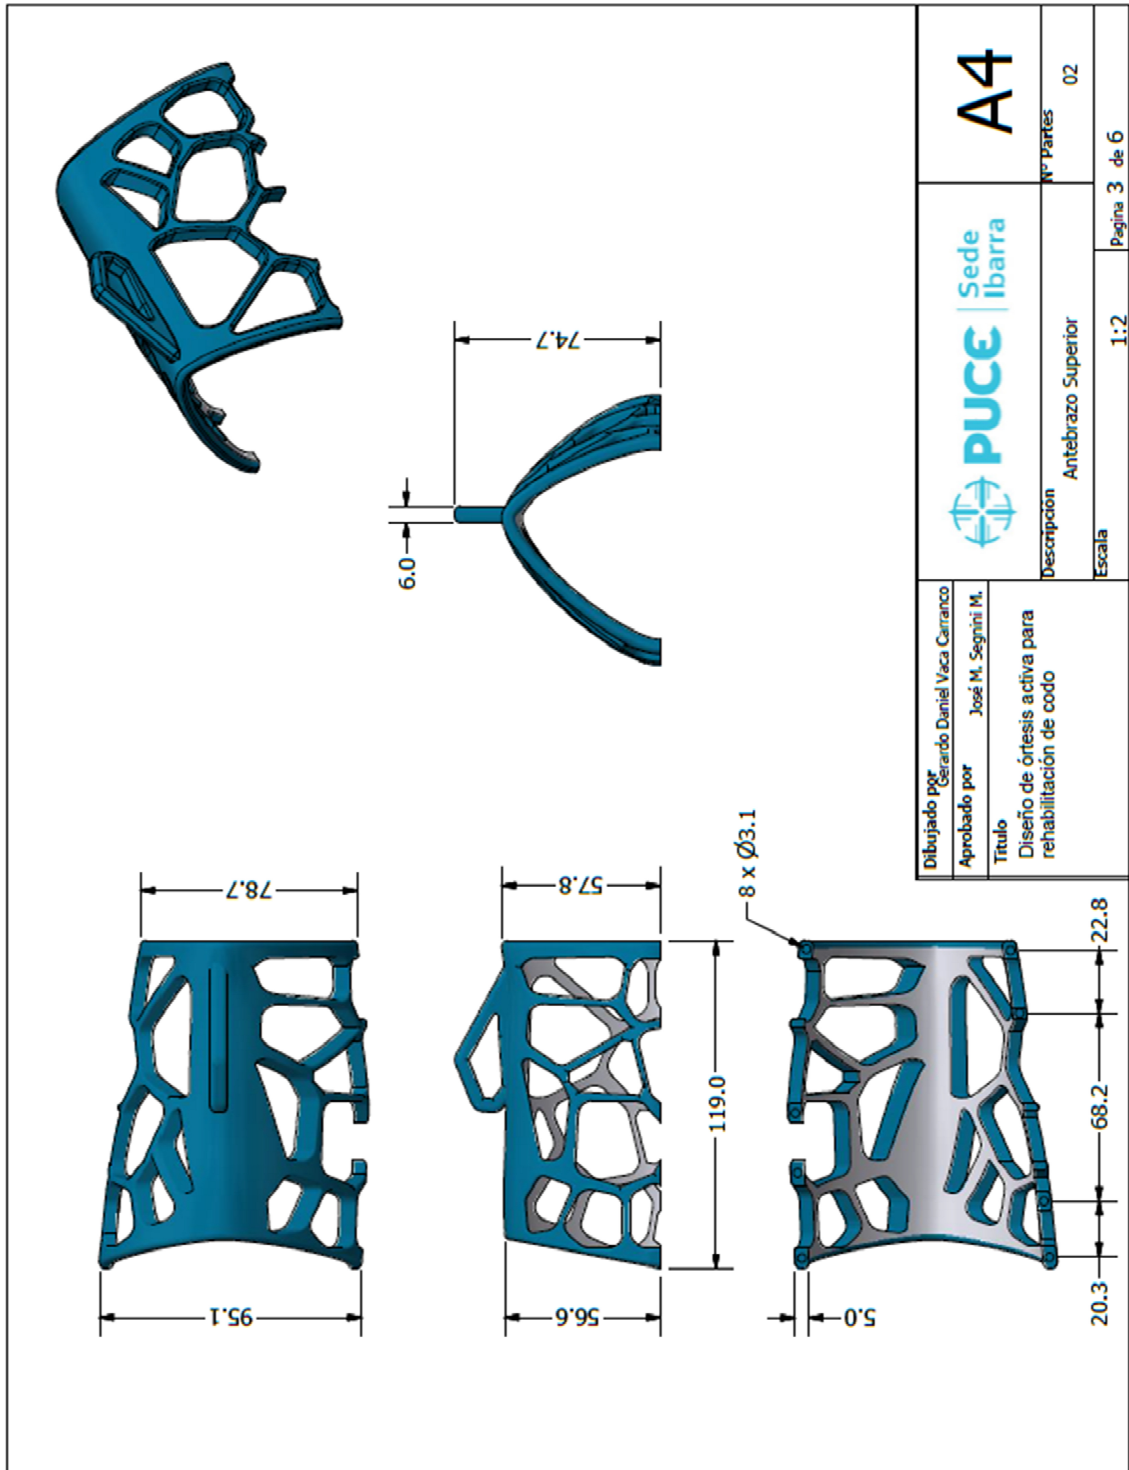 74.7
6.0
78.7
95.1
57.8
56.6
119.0
8 x Ø3.1
5.0
20.3
68.2
22.8
Dibujado por
Gerardo Daniel Vaca Carranco
Aprobado por
José M. Segnini M.
Título
Diseño de órtesis activa para
rehabilitación de codo
PUCE
Sede
Ibarra
A4
Descripción
Antebrazo Superior
Nº Partes
02
Escala
1:2
Pagina 3 de 6